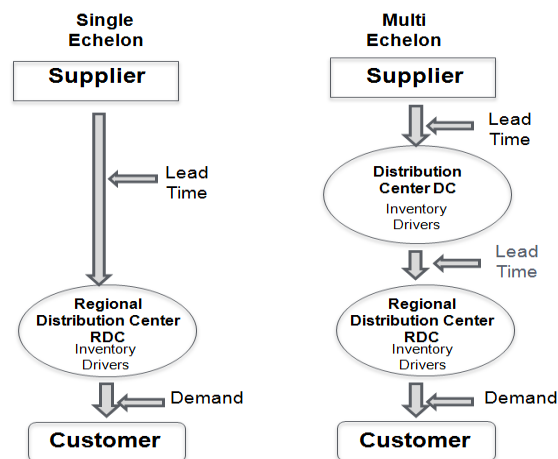 Single
Echelon
Supplier
Lead
Time
Regional
Distribution Center
RDC
Inventory
Drivers
Demand
Customer
Multi
Echelon
Supplier
Lead
Time
Distribution
Center DC
Inventory
Drivers
Lead
Time
Regional
Distribution Center
RDC
Inventory
Drivers
Demand
Customer